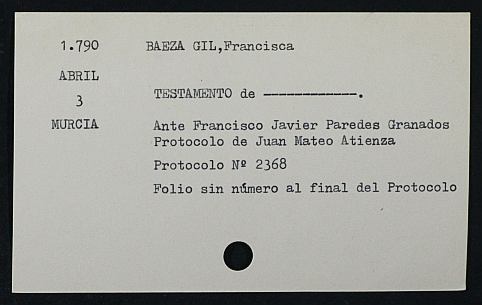 1.790 BAEZA GIL,Francisca
ABRIL
3 TESTAMENTO de ------------.
MURCIA Ante Francisco Javier Paredes Granados
Protocolo de Juan Mateo Atienza
Protocolo Nº 2368
Folio sin número al final del Protocolo